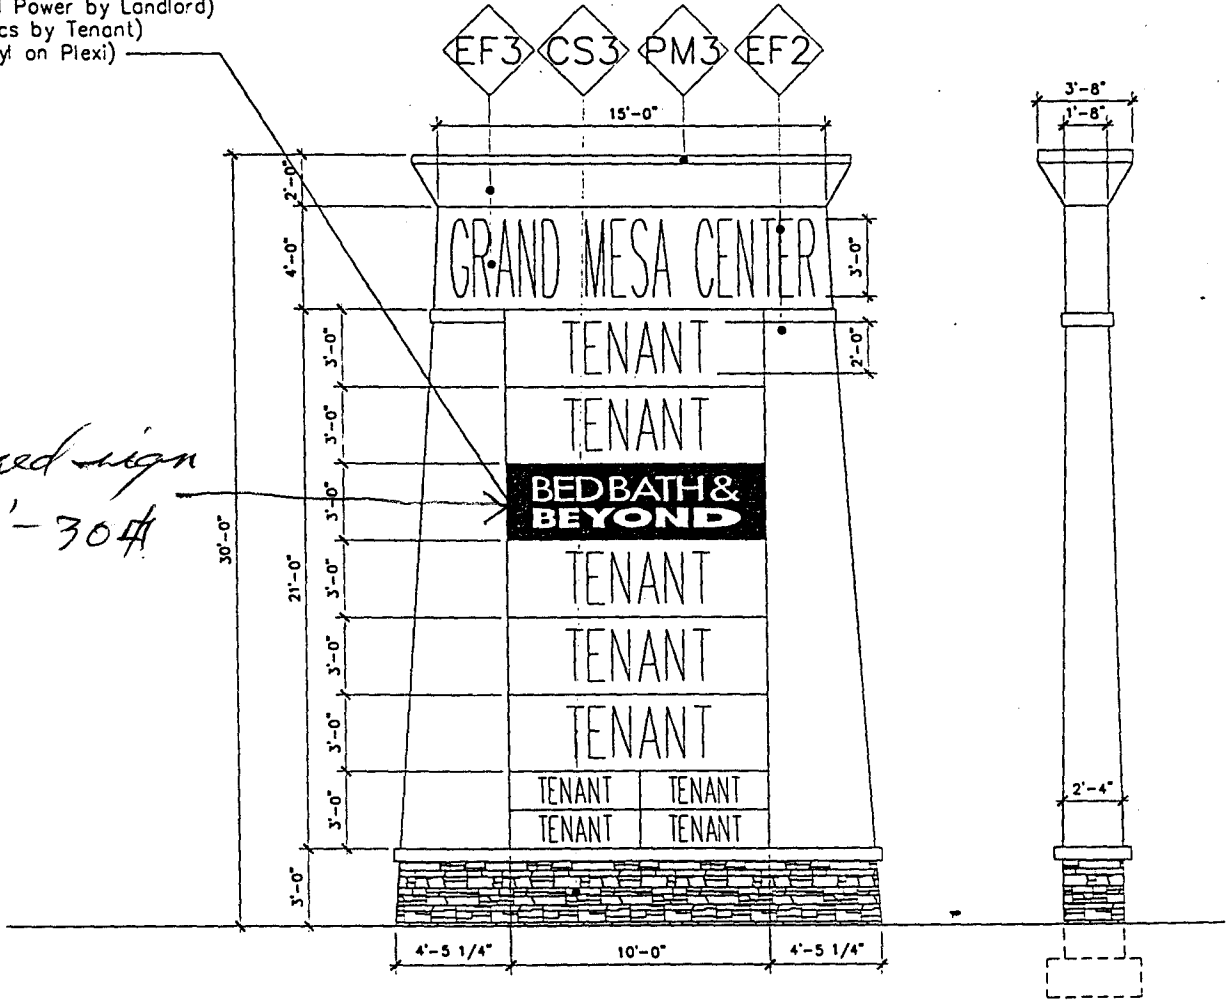 Power by Landlord)
cs by Tenant)
yl on Plexi)
EF3 CS3 PM3 EF2
15'-0"
3'-8"
1'-8"
2'-0"
4'-0"
GRAND MESA CENTER
3'-0"
3'-0"
TENANT
2'-0"
3'-0"
TENANT
sign
3'-0"
BED BATH &
BEYOND
'- 30#
30'-0"
21'-0"
3'-0"
TENANT
3'-0"
TENANT
3'-0"
TENANT
3'-0"
TENANT TENANT
TENANT TENANT
2'-4"
3'-0"
4'-5 1/4" 10'-0" 4'-5 1/4"